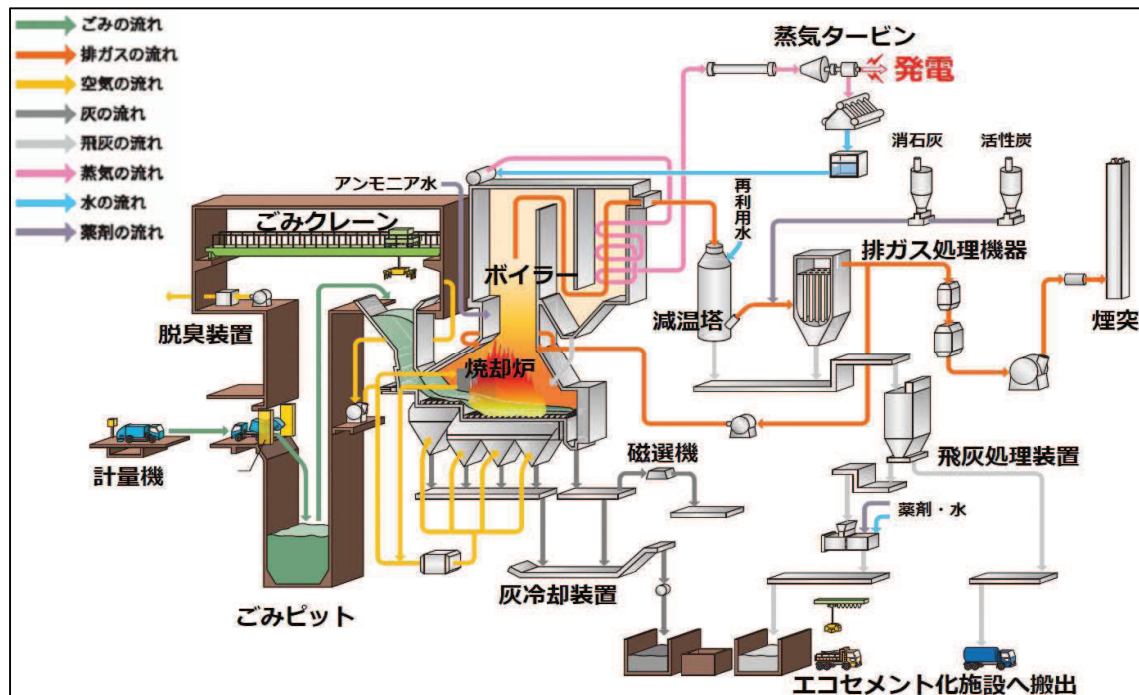 ごみの流れ
排ガスの流れ
空気の流れ
灰の流れ
飛灰の流れ
蒸気の流れ
水の流れ
薬剤の流れ
蒸気タービン
発電
消石灰
活性炭
アンモニア水
再利用水
ごみクレーン
排ガス処理機器
ボイラー
脱臭装置
減温塔
煙突
焼却炉
計量機
磁選機
飛灰処理装置
薬剤・水
灰冷却装置
ごみピット
エコセメント化施設へ搬出